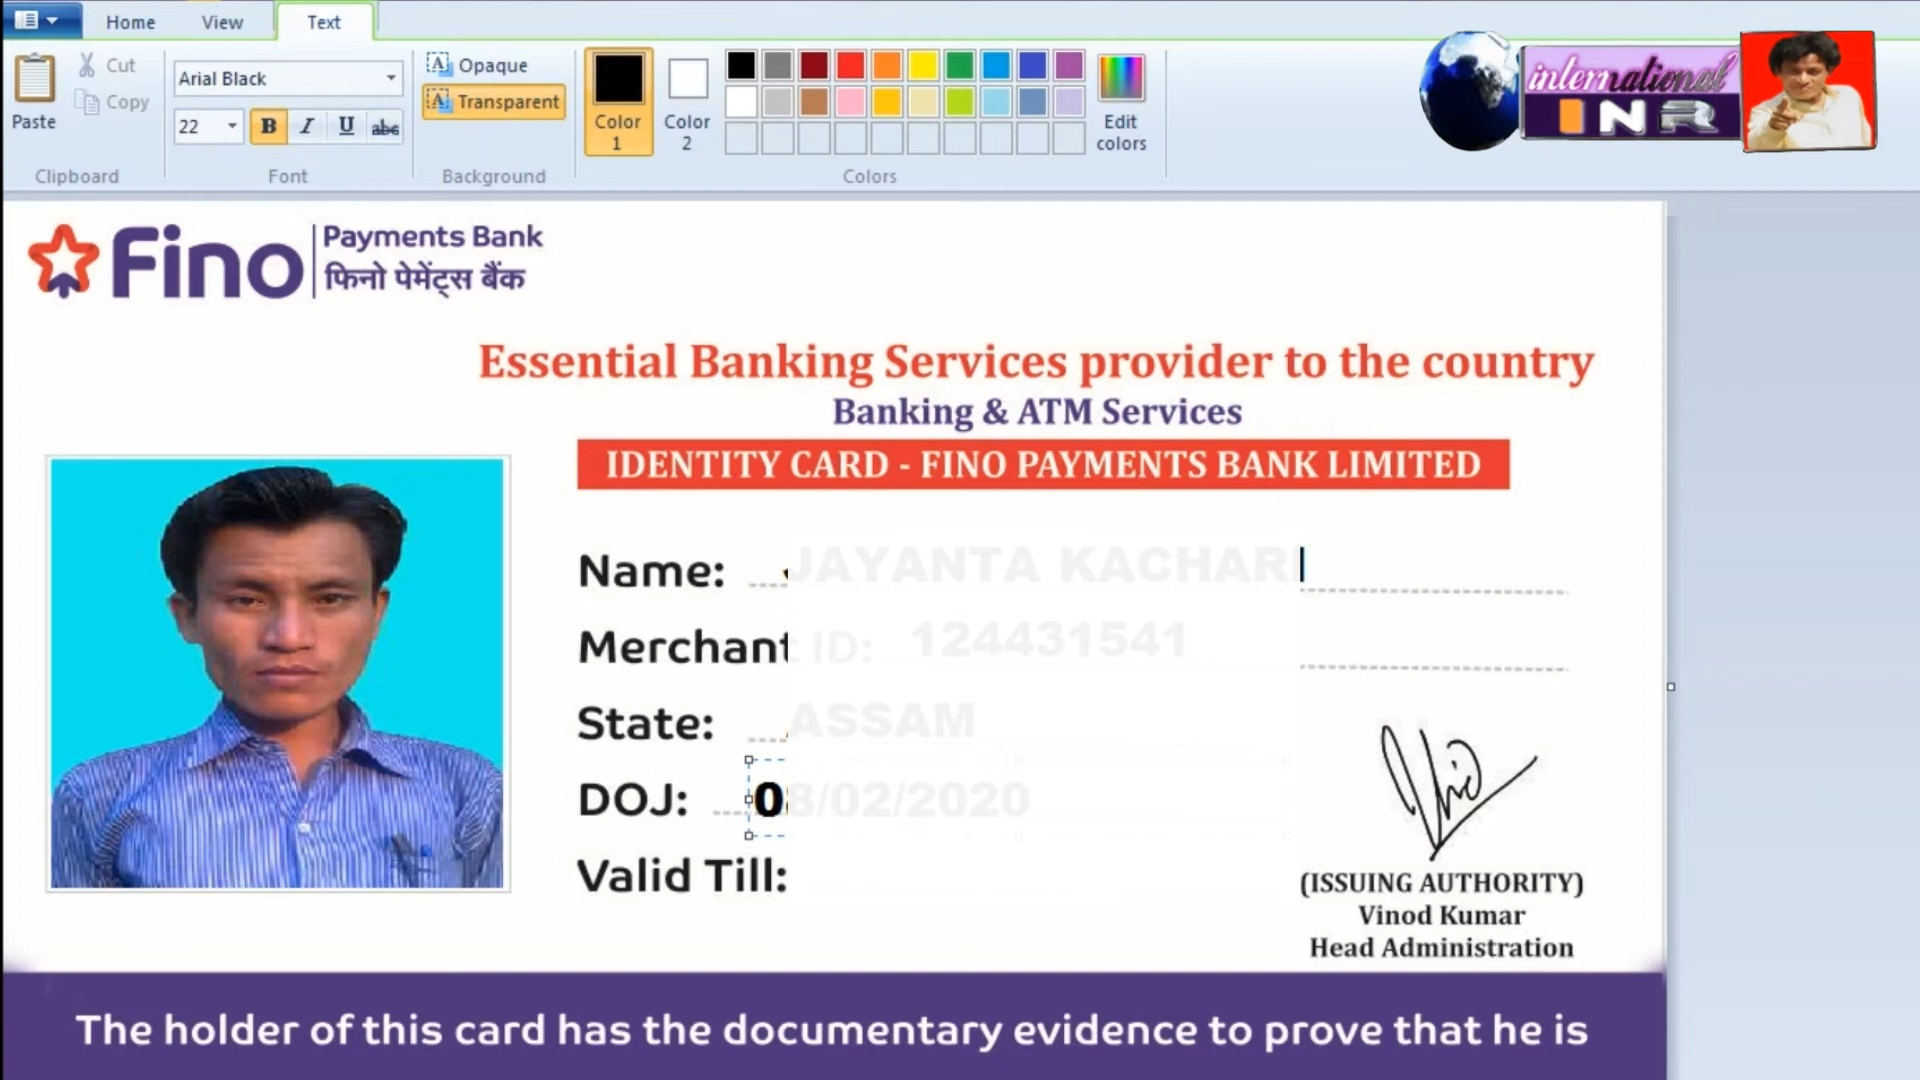 Home View Text
Cut
Copy
Paste
Clipboard
Arial Black
22 B I U abc
Font
Opaque
Transparent
Background
Color 1
Color 2
Edit colors
Colors
international
INR
Fino
Payments Bank
फिनो पेमेंट्स बैंक
Essential Banking Services provider to the country
Banking & ATM Services
IDENTITY CARD - FINO PAYMENTS BANK LIMITED
Name: JAYANTA KACHARI
Merchant ID: 124431541
State: ASSAM
DOJ: 08/02/2020
Valid Till:
(ISSUING AUTHORITY)
Vinod Kumar
Head Administration
The holder of this card has the documentary evidence to prove that he is